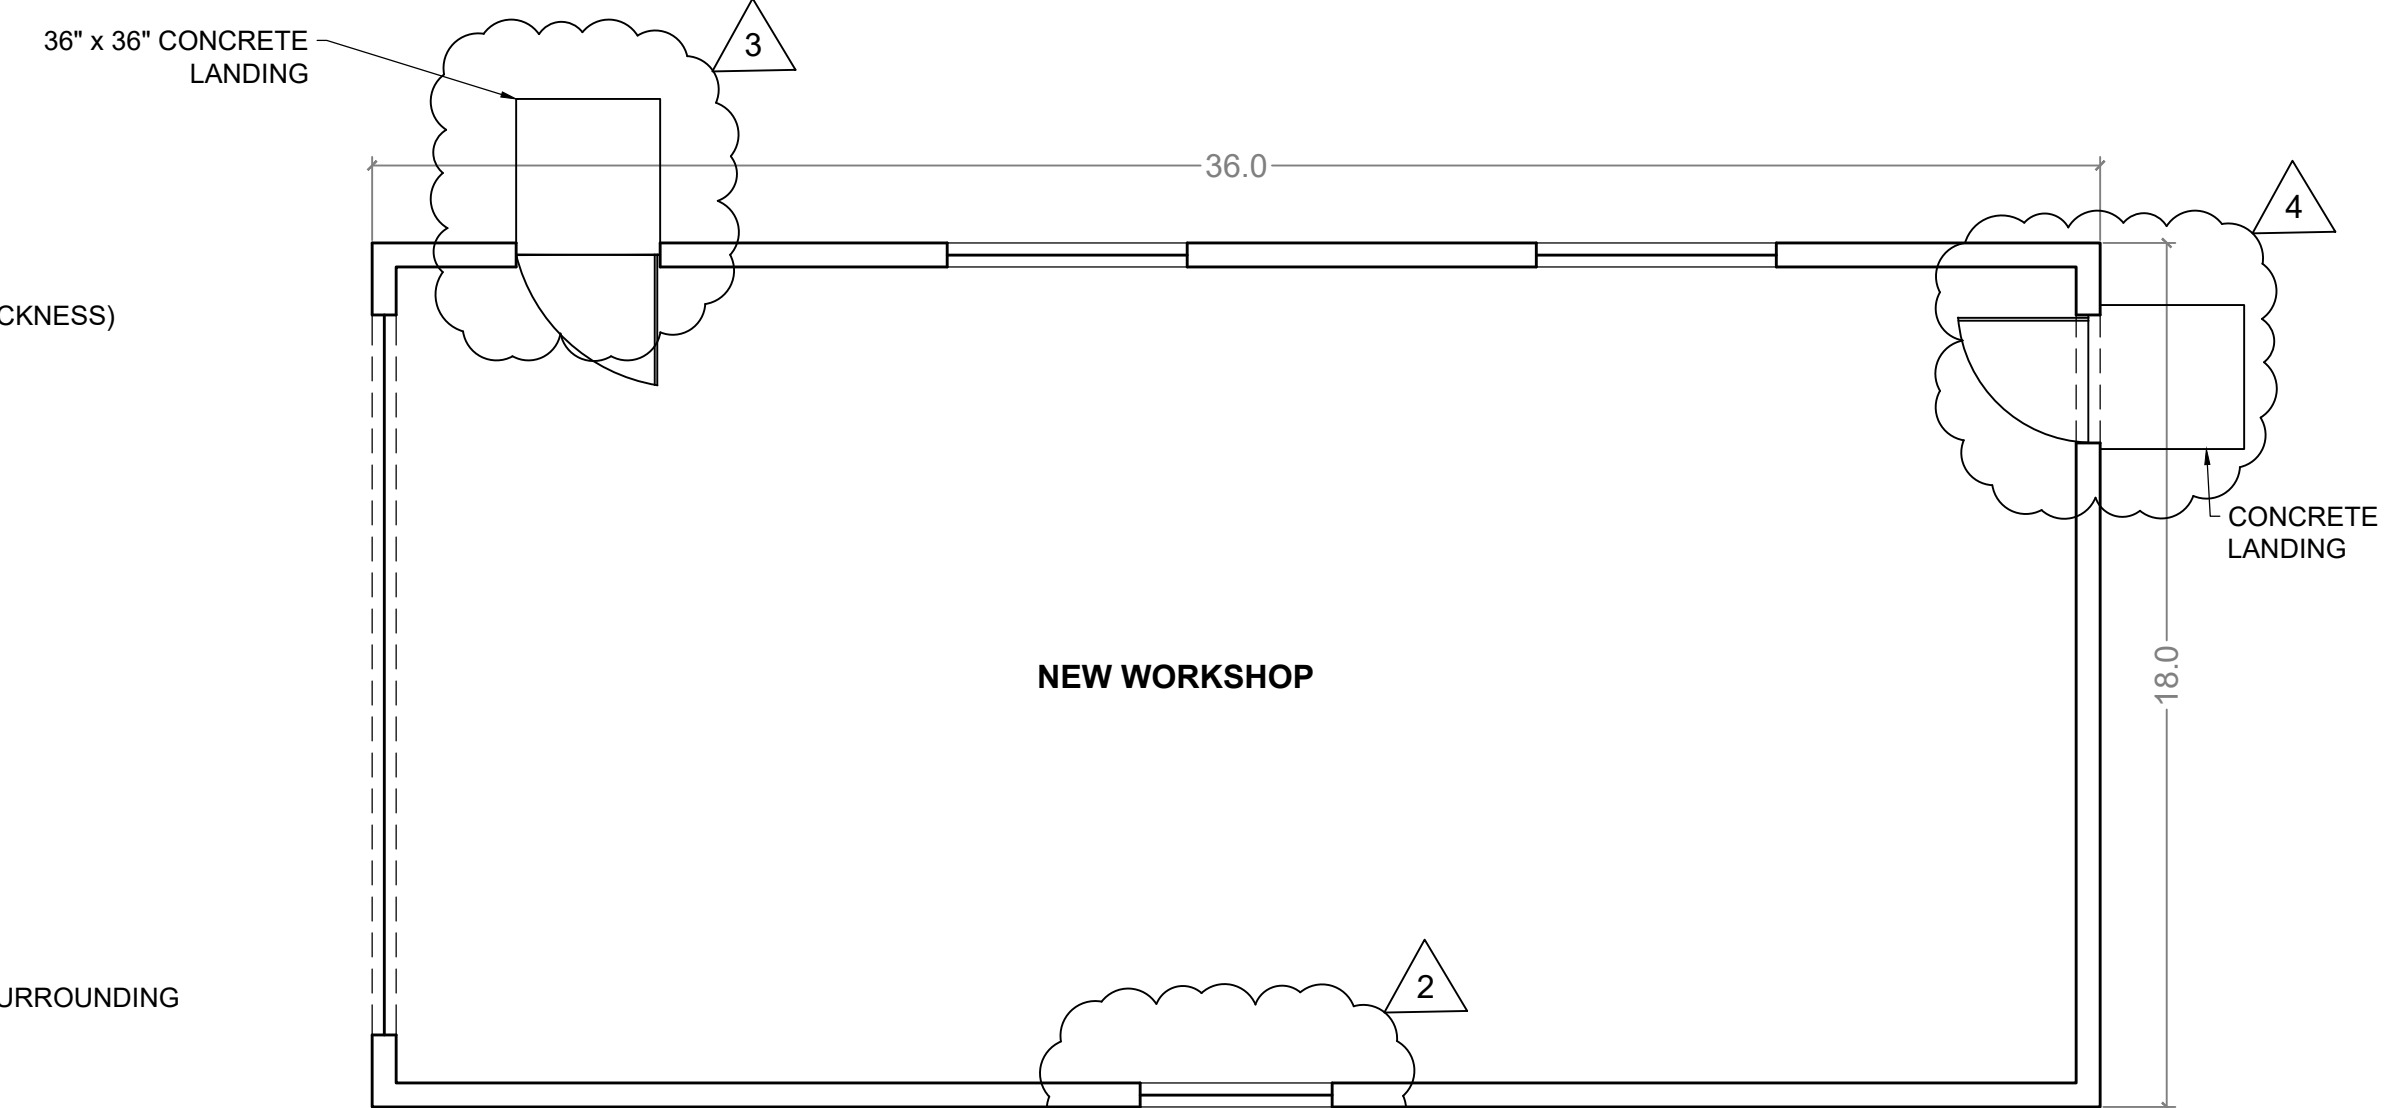 36" x 36" CONCRETE
LANDING
3
36.0
4
CKNESS)
CONCRETE
LANDING
NEW WORKSHOP
18.0
2
URROUNDING